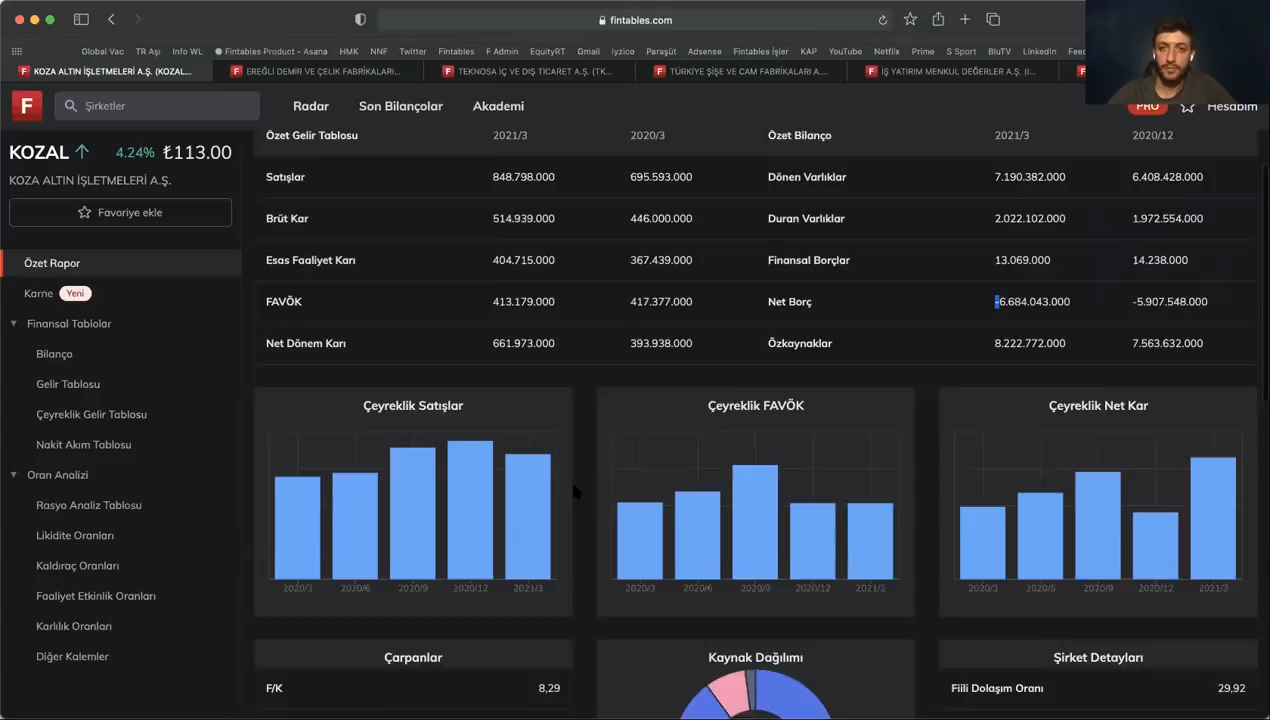 fintables.com
Global Vac TR Aşı Info WL Fintables Product – Asana HMK NNF Twitter Fintables F Admin EquityRT Gmail iyzico Paraşüt Adsense Fintables İşler KAP YouTube Netflix Prime S Sport BluTV LinkedIn
KOZA ALTIN İŞLETMELERİ A.Ş. (KOZAL... EREĞLİ DEMİR VE ÇELİK FABRİKALARI... TEKNOSA İÇ VE DIŞ TİCARET A.Ş. (TK... TÜRKİYE ŞİŞE VE CAM FABRİKALARI A.... İŞ YATIRIM MENKUL DEĞERLER A.Ş. (I...
F Şirketler Radar Son Bilançolar Akademi PRO Hesabım
KOZAL 4.24% ₺113.00
KOZA ALTIN İŞLETMELERİ A.Ş.
Favoriye ekle
Özet Rapor
Karne Yeni
Finansal Tablolar
Bilanço
Gelir Tablosu
Çeyreklik Gelir Tablosu
Nakit Akım Tablosu
Oran Analizi
Rasyo Analiz Tablosu
Likidite Oranları
Kaldıraç Oranları
Faaliyet Etkinlik Oranları
Karlılık Oranları
Diğer Kalemler
Özet Gelir Tablosu 2021/3 2020/3 Özet Bilanço 2021/3 2020/12
Satışlar 848.798.000 695.593.000 Dönen Varlıklar 7.190.382.000 6.408.428.000
Brüt Kar 514.939.000 446.000.000 Duran Varlıklar 2.022.102.000 1.972.554.000
Esas Faaliyet Karı 404.715.000 367.439.000 Finansal Borçlar 13.069.000 14.238.000
FAVÖK 413.179.000 417.377.000 Net Borç -6.684.043.000 -5.907.548.000
Net Dönem Karı 661.973.000 393.938.000 Özkaynaklar 8.222.772.000 7.563.632.000
Çeyreklik Satışlar
2020/3 2020/6 2020/9 2020/12 2021/3
Çeyreklik FAVÖK
2020/3 2020/6 2020/9 2020/12 2021/3
Çeyreklik Net Kar
2020/3 2020/6 2020/9 2020/12 2021/3
Çarpanlar
F/K 8,29
Kaynak Dağılımı
Şirket Detayları
Fiili Dolaşım Oranı 29,92